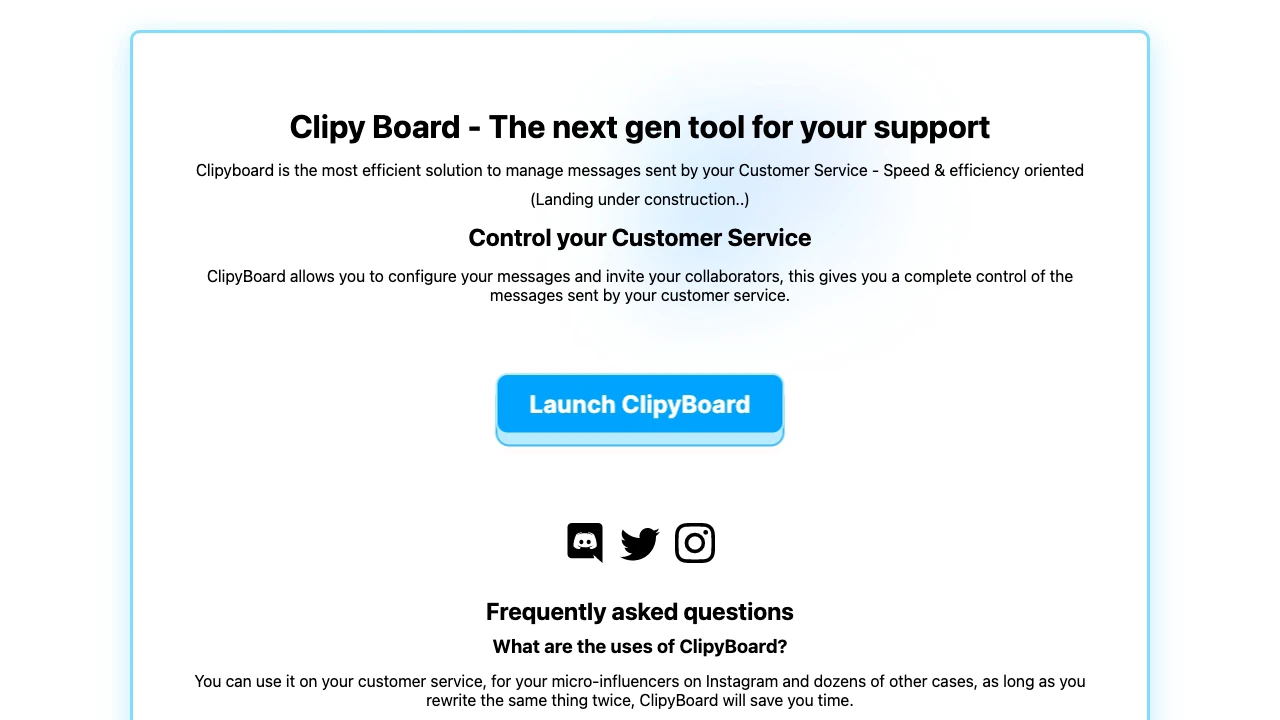 Clipy Board - The next gen tool for your support
Clipyboard is the most efficient solution to manage messages sent by your Customer Service - Speed & efficiency oriented
(Landing under construction..)
Control your Customer Service
ClipyBoard allows you to configure your messages and invite your collaborators, this gives you a complete control of the
messages sent by your customer service.
Launch ClipyBoard
Frequently asked questions
What are the uses of ClipyBoard?
You can use it on your customer service, for your micro-influencers on Instagram and dozens of other cases, as long as you
rewrite the same thing twice, ClipyBoard will save you time.